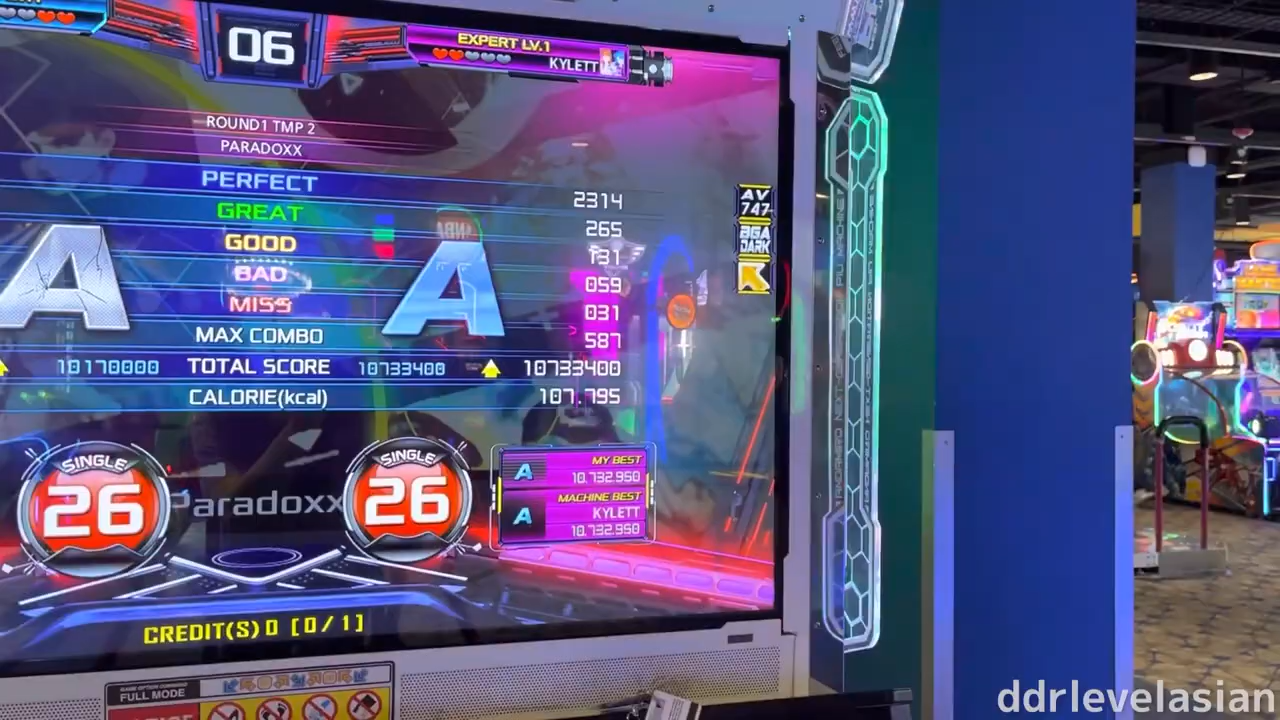 06
EXPERT LV.1
KYLETT
ROUND1 TMP 2
PARADOXX
PERFECT 2314
GREAT 265
GOOD 131
BAD 059
MISS 031
MAX COMBO 587
10170000 TOTAL SCORE 10733400 10733400
CALORIE(kcal) 107.795
A
A
AV
747
BGA
DARK
SINGLE
26
Paradoxx
SINGLE
26
MY BEST
A 10.732.950
MACHINE BEST
A KYLETT
10.732.950
CREDIT(S) 0 [0/1]
FULL MODE
ddrlevelasian